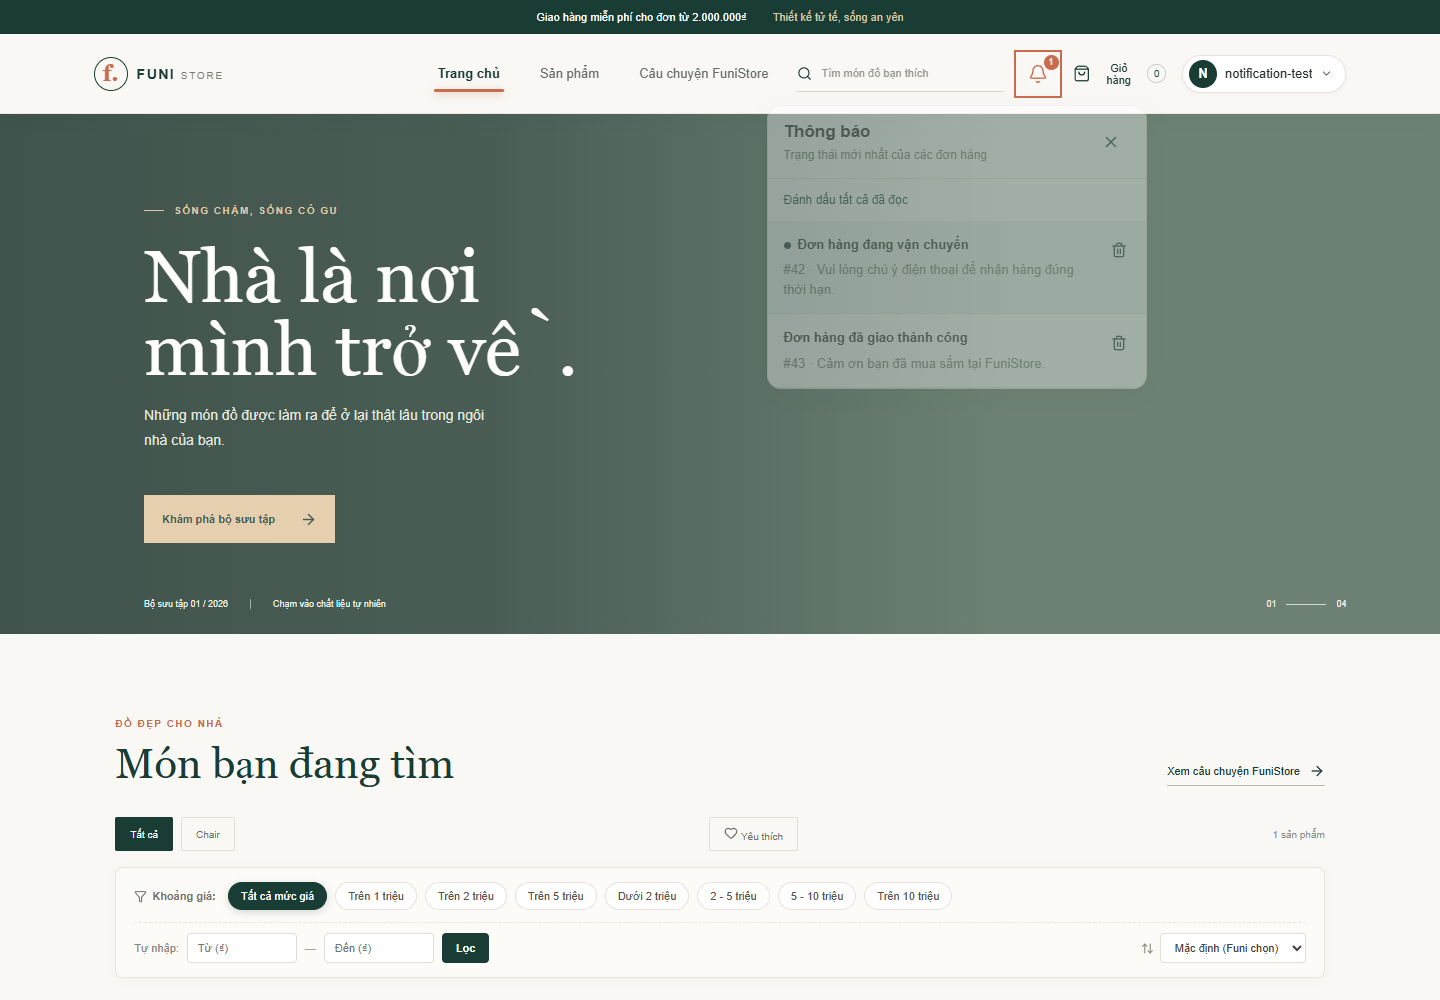 Giao hàng miễn phí cho đơn từ 2.000.000₫ Thiết kế tử tế, sống an yên
f. FUNI STORE Trang chủ Sản phẩm Câu chuyện FuniStore Tìm món đồ bạn thích 1 Giỏ hàng 0 N notification-test
Thông báo
Trạng thái mới nhất của các đơn hàng
Đánh dấu tất cả đã đọc
Đơn hàng đang vận chuyển
#42 · Vui lòng chú ý điện thoại để nhận hàng đúng
thời hạn.
Đơn hàng đã giao thành công
#43 · Cảm ơn bạn đã mua sắm tại FuniStore.
SỐNG CHẬM, SỐNG CÓ GU
Nhà là nơi
mình trở về.
Những món đồ được làm ra để ở lại thật lâu trong ngôi
nhà của bạn.
Khám phá bộ sưu tập
Bộ sưu tập 01 / 2026 Chạm vào chất liệu tự nhiên 01 04
ĐỒ ĐẸP CHO NHÀ
Món bạn đang tìm
Xem câu chuyện FuniStore
Tất cả Chair Yêu thích 1 sản phẩm
Khoảng giá: Tất cả mức giá Trên 1 triệu Trên 2 triệu Trên 5 triệu Dưới 2 triệu 2 - 5 triệu 5 - 10 triệu Trên 10 triệu
Tự nhập: Từ (₫) — Đến (₫) Lọc Mặc định (Funi chọn)